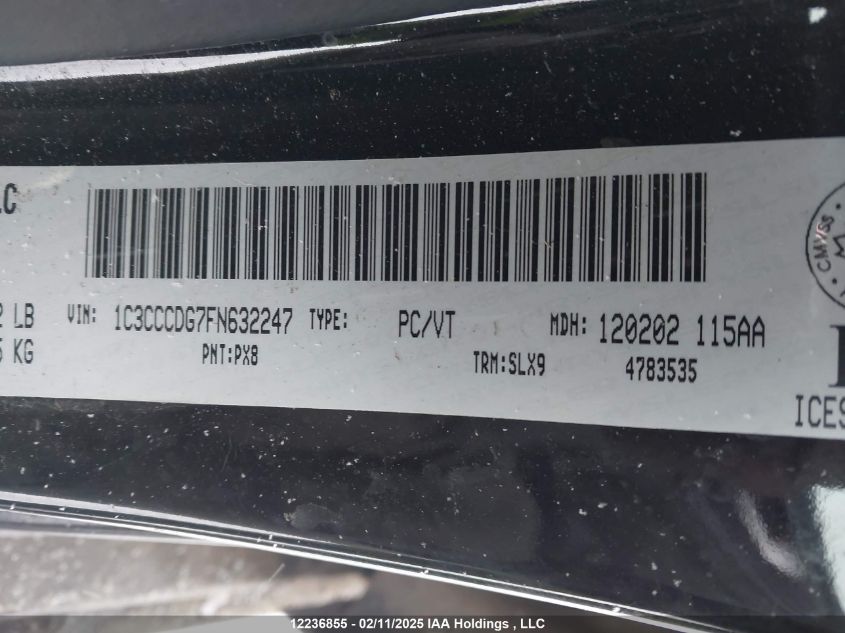 LC
2 LB VIN: 1C3CCCDG7FN632247 TYPE: PC/VT MDH: 120202 115AA
5 KG PNT:PX8 TRM:SLX9 4783535
CMVSS
ICES
12236855 - 02/11/2025 IAA Holdings , LLC